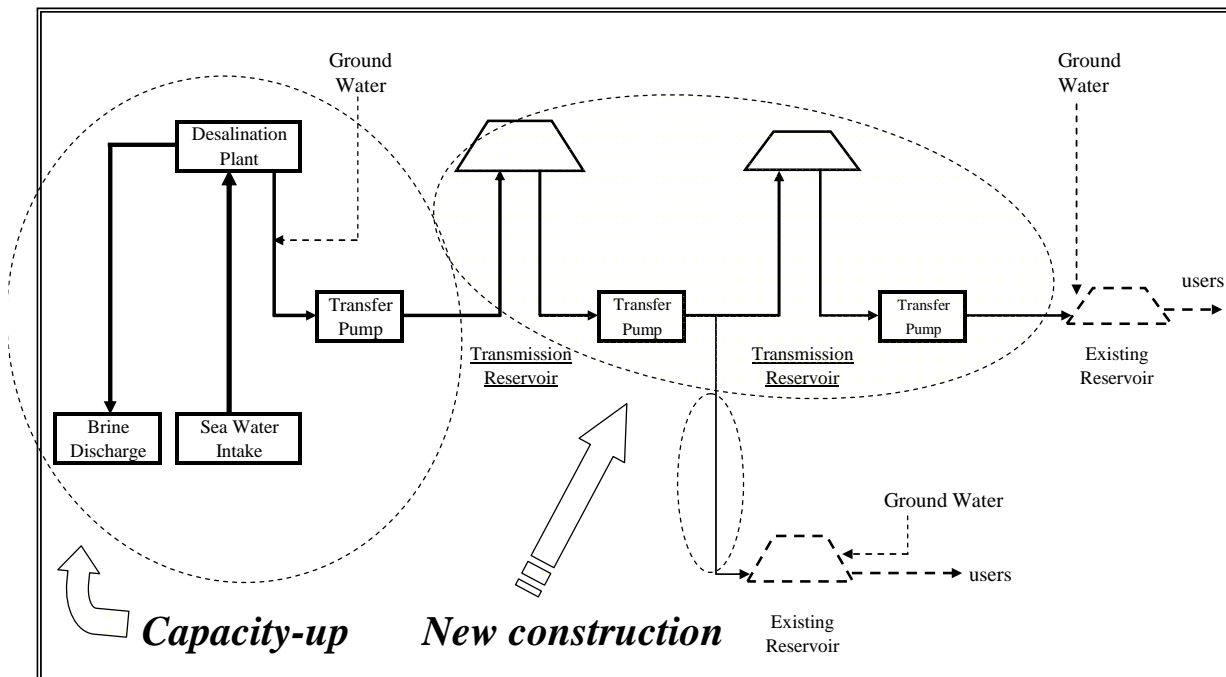 Ground
Water
Ground
Water
Desalination
Plant
Transfer
Pump
Transfer
Pump
Transfer
Pump
users
Transmission
Reservoir
Transmission
Reservoir
Existing
Reservoir
Brine
Discharge
Sea Water
Intake
Ground Water
users
Capacity-up
New construction
Existing
Reservoir